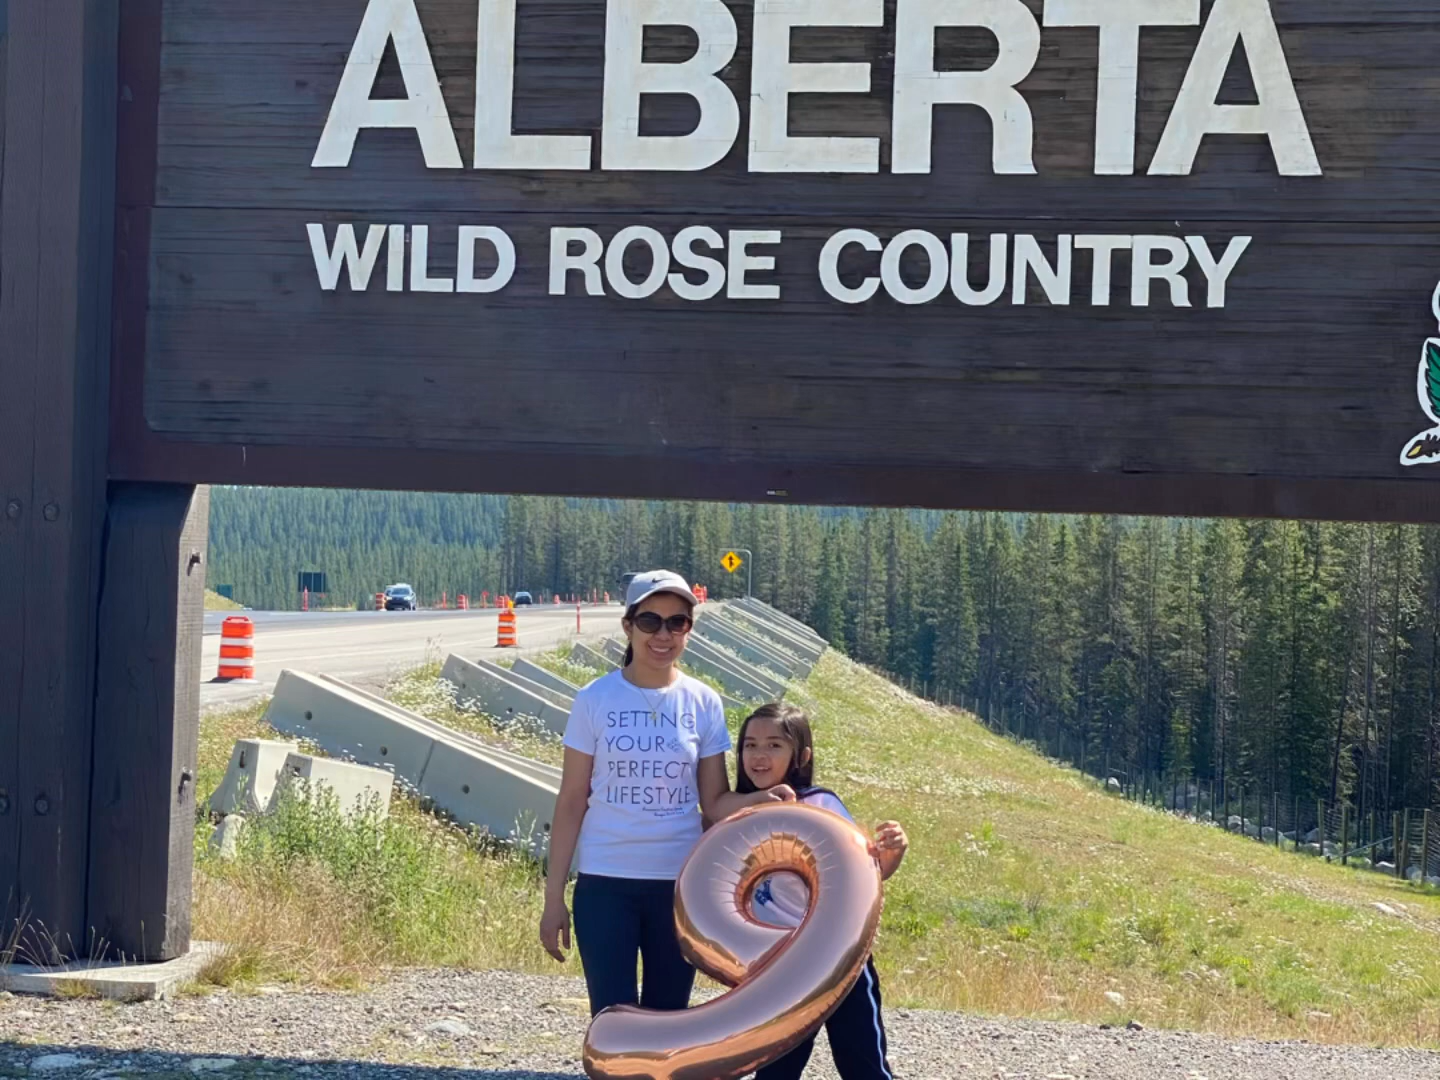 ALBERTA
WILD ROSE COUNTRY
SETTING
YOUR
PERFECT
LIFESTYLE